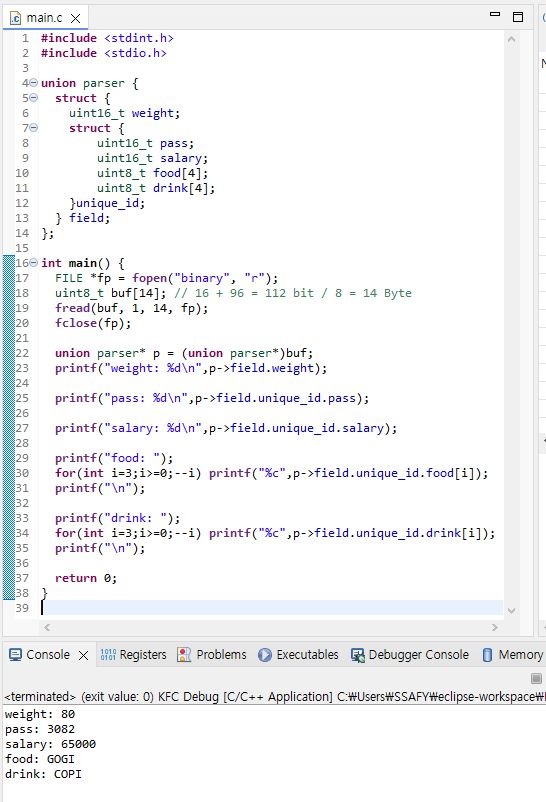 main.c
1 #include <stdint.h>
2 #include <stdio.h>
3
4 union parser {
5 struct {
6 uint16_t weight;
7 struct {
8 uint16_t pass;
9 uint16_t salary;
10 uint8_t food[4];
11 uint8_t drink[4];
12 }unique_id;
13 } field;
14 };
15
16 int main() {
17 FILE *fp = fopen("binary", "r");
18 uint8_t buf[14]; // 16 + 96 = 112 bit / 8 = 14 Byte
19 fread(buf, 1, 14, fp);
20 fclose(fp);
21
22 union parser* p = (union parser*)buf;
23 printf("weight: %d\n",p->field.weight);
24
25 printf("pass: %d\n",p->field.unique_id.pass);
26
27 printf("salary: %d\n",p->field.unique_id.salary);
28
29 printf("food: ");
30 for(int i=3;i>=0;--i) printf("%c",p->field.unique_id.food[i]);
31 printf("\n");
32
33 printf("drink: ");
34 for(int i=3;i>=0;--i) printf("%c",p->field.unique_id.drink[i]);
35 printf("\n");
36
37 return 0;
38 }
39
Console Registers Problems Executables Debugger Console Memory
<terminated> (exit value: 0) KFC Debug [C/C++ Application] C:₩Users₩SSAFY₩eclipse-workspace₩
weight: 80
pass: 3082
salary: 65000
food: GOGI
drink: COPI